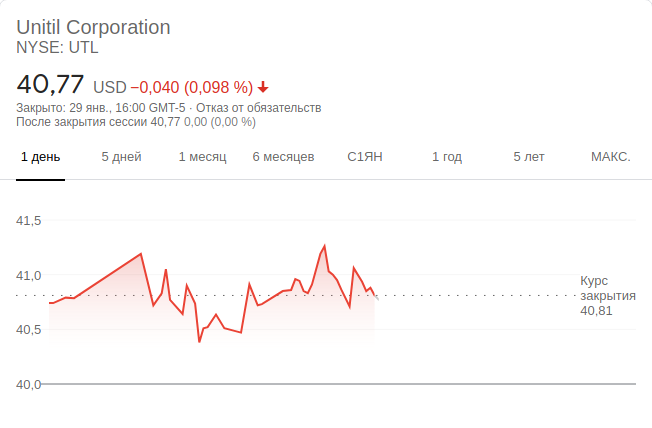 Unitil Corporation
NYSE: UTL
40,77 USD −0,040 (0,098 %)
Закрыто: 29 янв., 16:00 GMT-5 · Отказ от обязательств
После закрытия сессии 40,77 0,00 (0,00 %)
1 день 5 дней 1 месяц 6 месяцев С1ЯН 1 год 5 лет МАКС.
41,5
41,0
Курс
закрытия
40,81
40,5
40,0